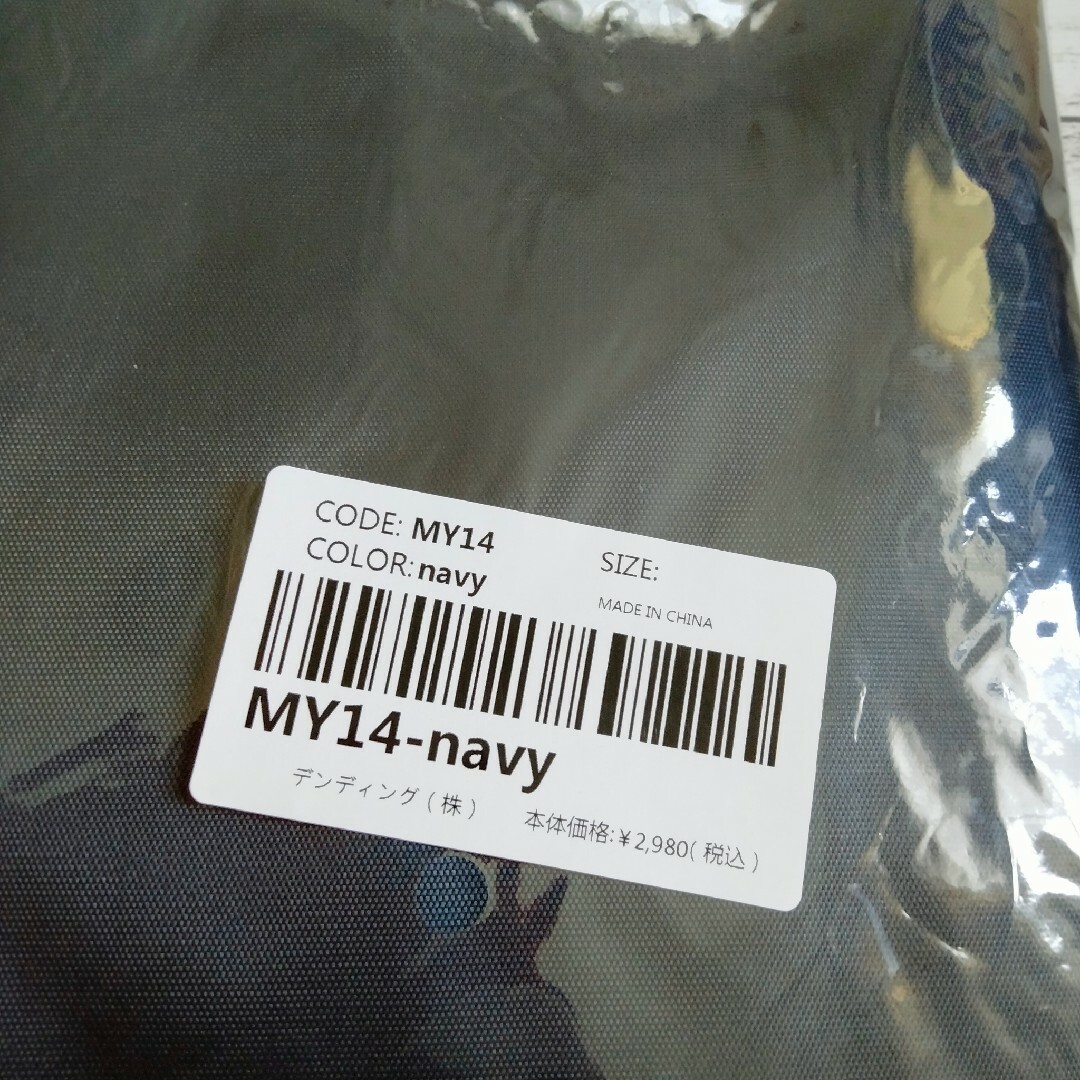 CODE: MY14
COLOR: navy
SIZE:
MADE IN CHINA
MY14-navy
デンディング(株)
本体価格:¥2,980(税込)